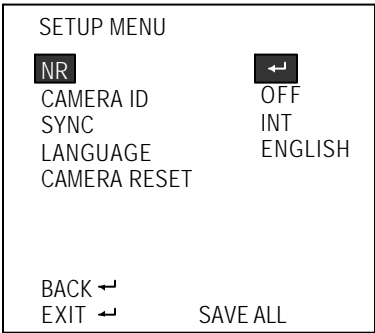 SETUP MENU
NR ↵
CAMERA ID OFF
SYNC INT
LANGUAGE ENGLISH
CAMERA RESET
BACK ↵
EXIT ↵ SAVE ALL